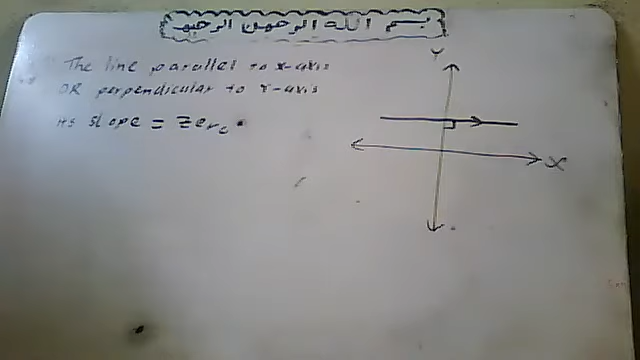 بسم الله الرحمن الرحيم
The line parallel to x-axis
OR perpendicular to Y-axis
its slope = zero
Y
X